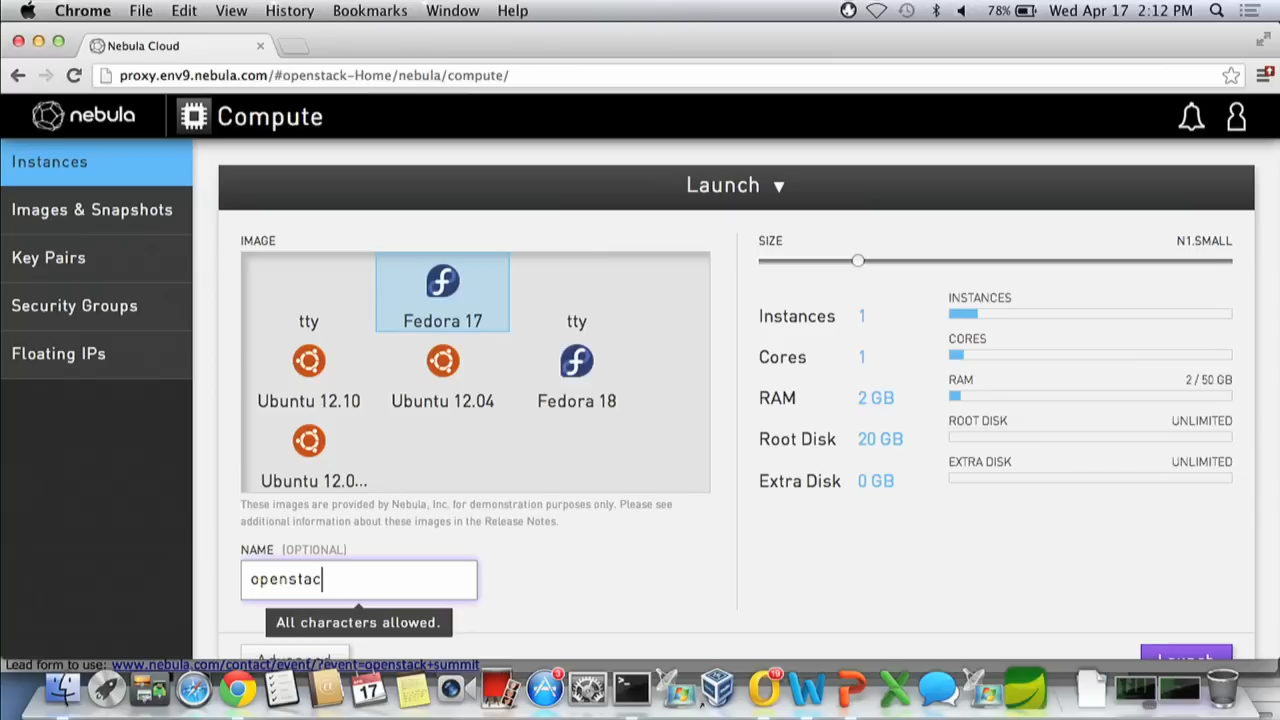 Chrome File Edit View History Bookmarks Window Help 78% Wed Apr 17 2:12 PM
Nebula Cloud
proxy.env9.nebula.com/#openstack-Home/nebula/compute/
nebula Compute
Instances
Images & Snapshots
Key Pairs
Security Groups
Floating IPs
Launch ▼
IMAGE
tty
Fedora 17
tty
Ubuntu 12.10
Ubuntu 12.04
Fedora 18
Ubuntu 12.0...
These images are provided by Nebula, Inc. for demonstration purposes only. Please see
additional information about these images in the Release Notes.
NAME (OPTIONAL)
openstac
All characters allowed.
Advanced
SIZE N1.SMALL
Instances 1
Cores 1
RAM 2 GB
Root Disk 20 GB
Extra Disk 0 GB
INSTANCES
CORES
RAM 2 / 50 GB
ROOT DISK UNLIMITED
EXTRA DISK UNLIMITED
Launch
Lead form to use: www.nebula.com/contact/event/?event=openstack+summit
17
3
19